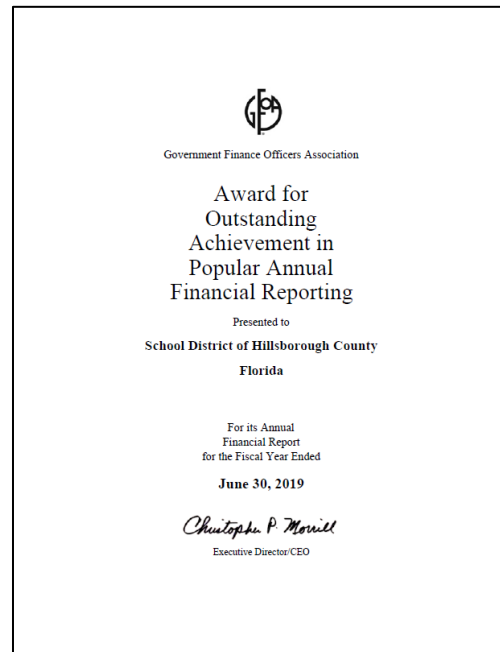 GFOA
Government Finance Officers Association
Award for
Outstanding
Achievement in
Popular Annual
Financial Reporting
Presented to
School District of Hillsborough County
Florida
For its Annual
Financial Report
for the Fiscal Year Ended
June 30, 2019
Christopher P. Morrill
Executive Director/CEO